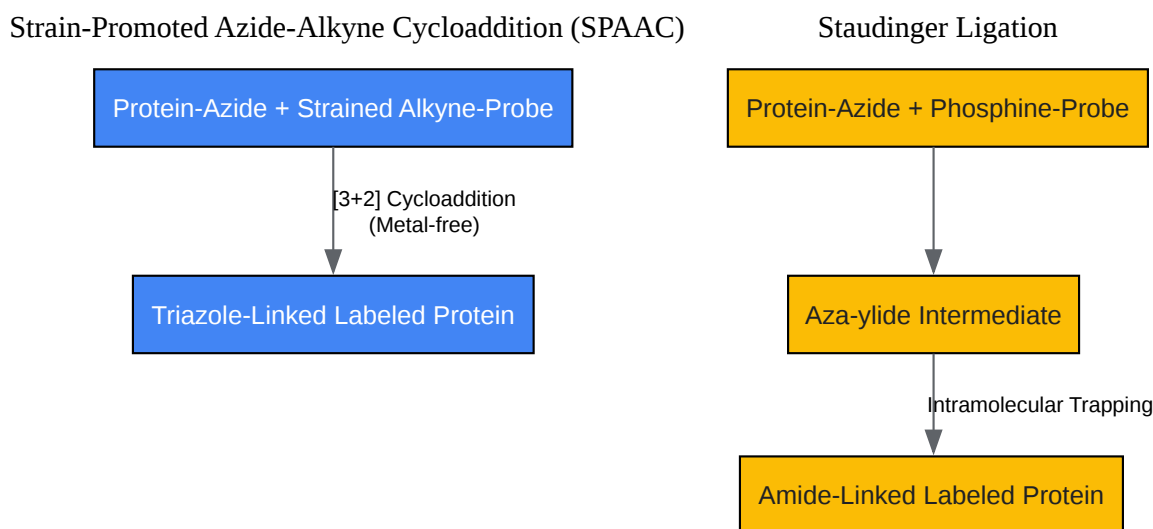 Strain-Promoted Azide-Alkyne Cycloaddition (SPAAC)
Protein-Azide + Strained Alkyne-Probe
[3+2] Cycloaddition
(Metal-free)
Triazole-Linked Labeled Protein
Staudinger Ligation
Protein-Azide + Phosphine-Probe
Aza-ylide Intermediate
Intramolecular Trapping
Amide-Linked Labeled Protein